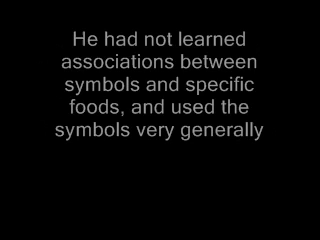 He had not learned
associations between
symbols and specific
foods, and used the
symbols very generally